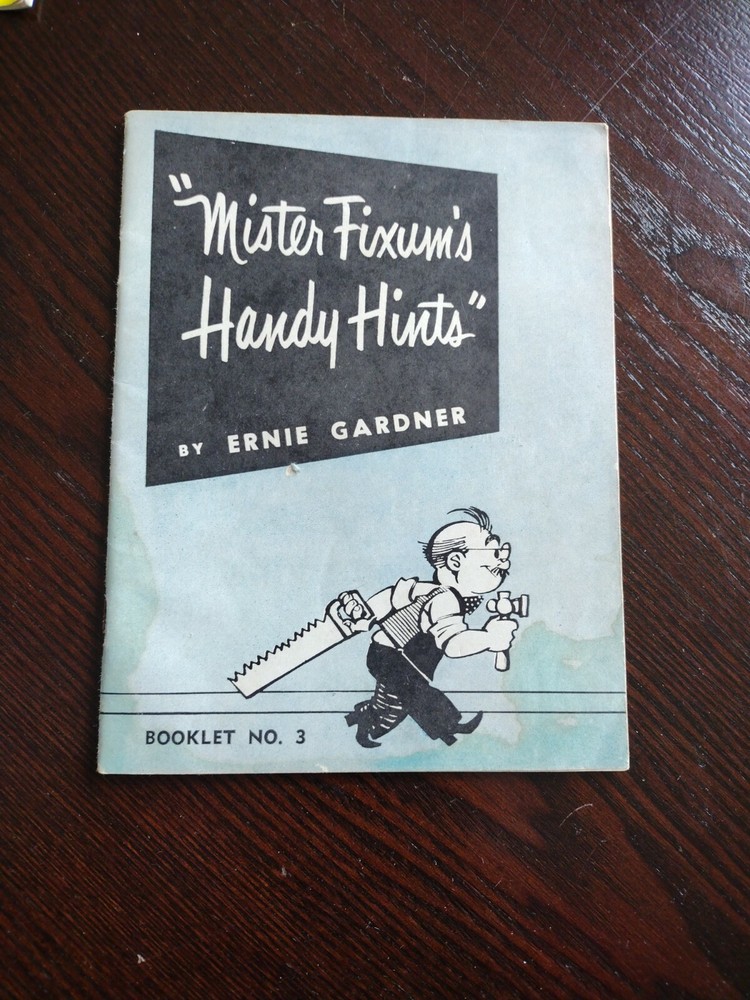 "Mister Fixum's
Handy Hints"
BY ERNIE GARDNER
BOOKLET NO. 3